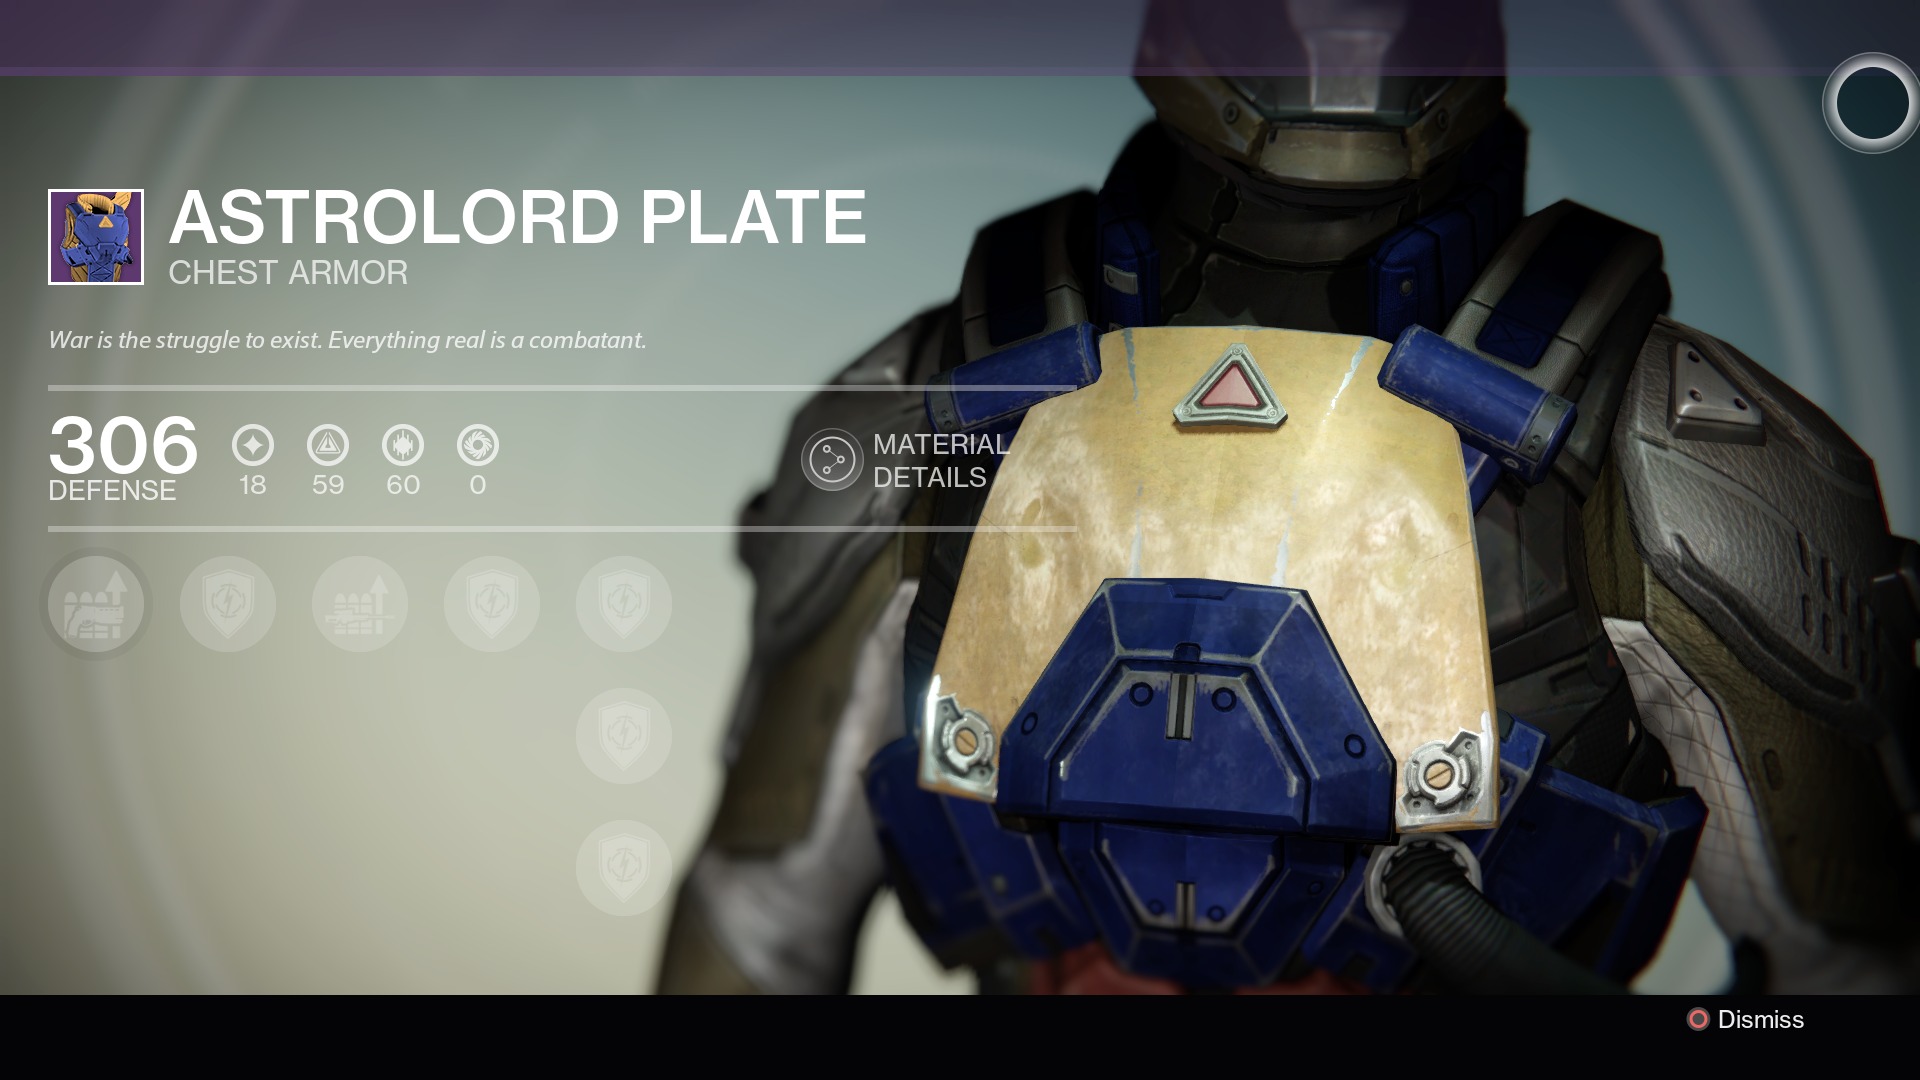 ASTROLORD PLATE
CHEST ARMOR
War is the struggle to exist. Everything real is a combatant.
306
DEFENSE
18 59 60 0
MATERIAL
DETAILS
Dismiss